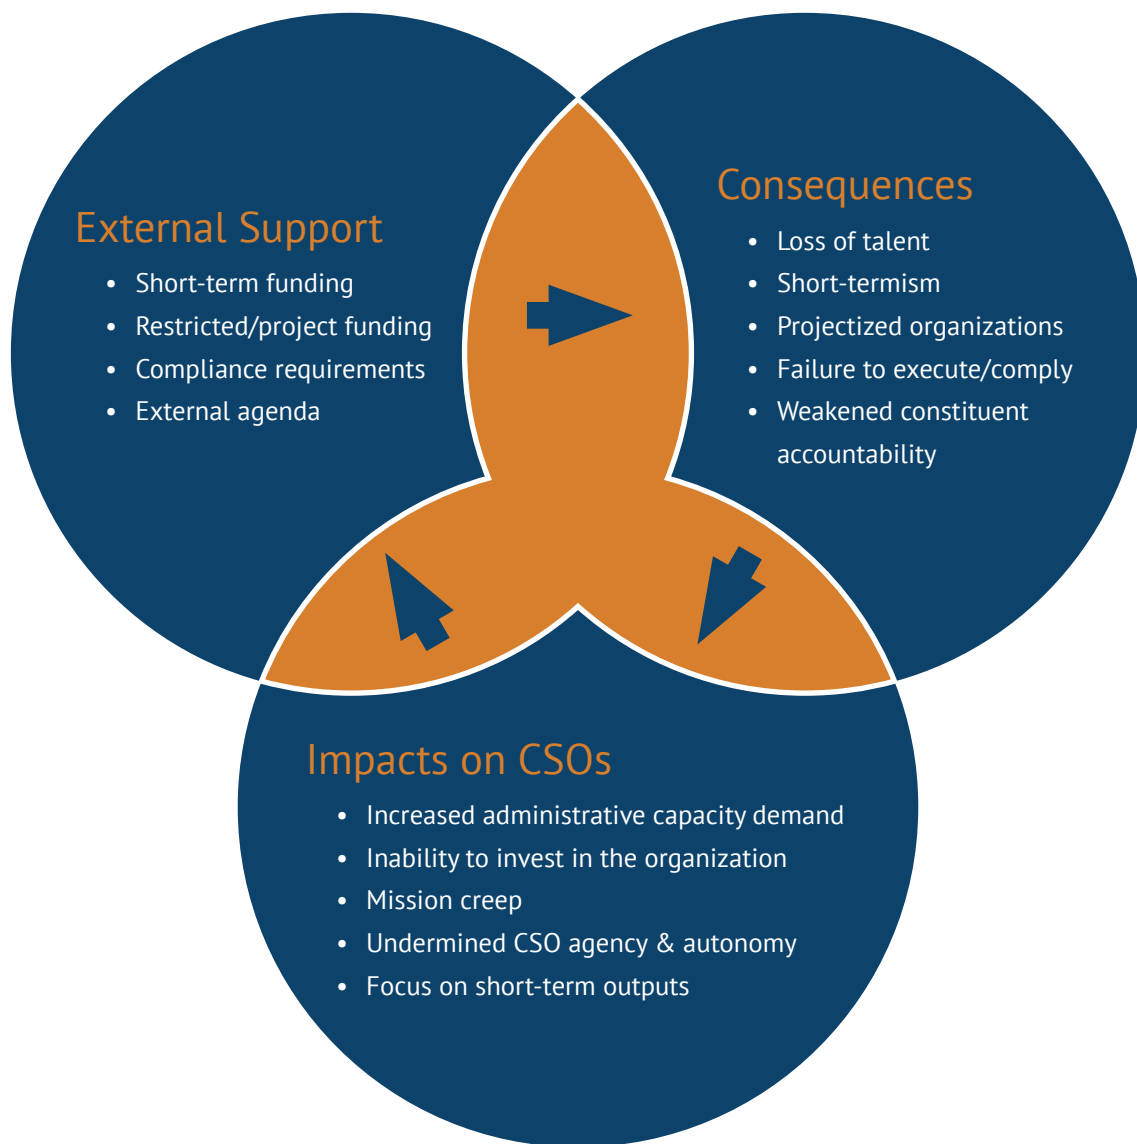 External Support
• Short-term funding
• Restricted/project funding
• Compliance requirements
• External agenda
Consequences
• Loss of talent
• Short-termism
• Projectized organizations
• Failure to execute/comply
• Weakened constituent
accountability
Impacts on CSOs
• Increased administrative capacity demand
• Inability to invest in the organization
• Mission creep
• Undermined CSO agency & autonomy
• Focus on short-term outputs